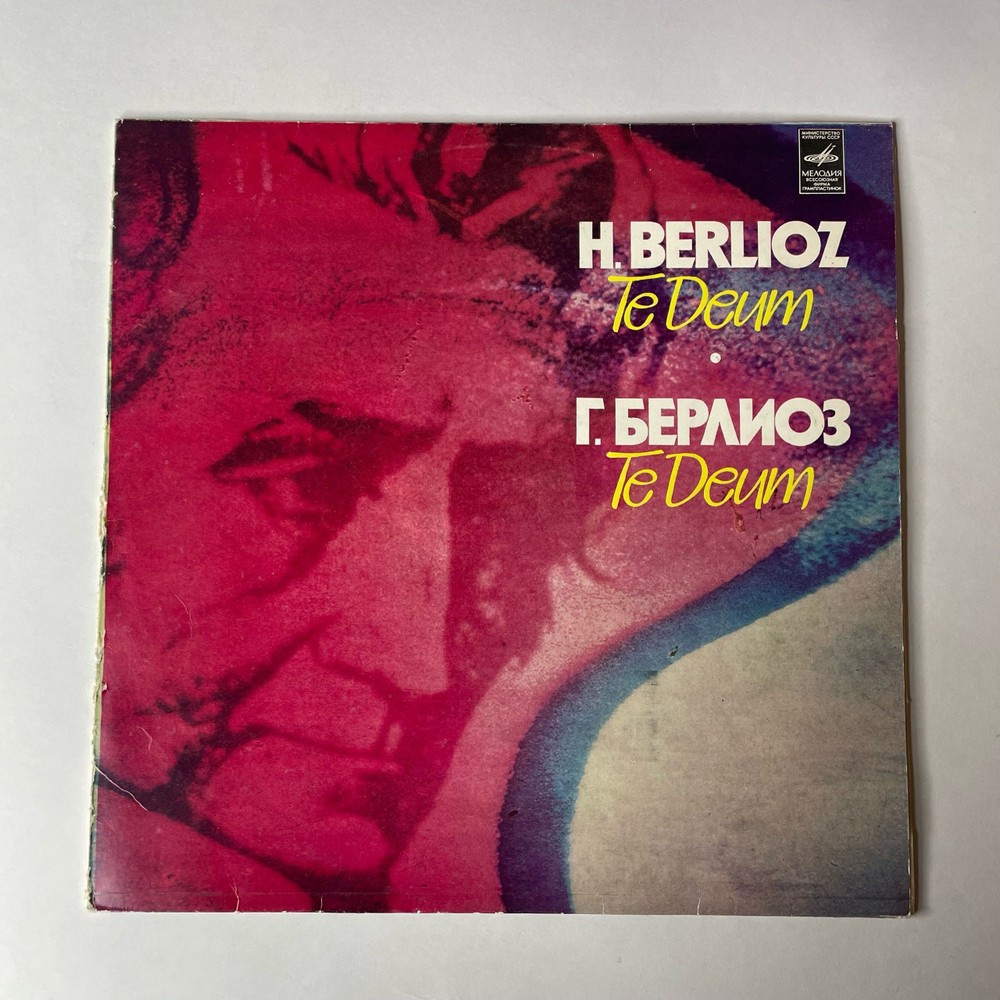 МИНИСТЕРСТВО
КУЛЬТУРЫ СССР
МЕЛОДИЯ
ВСЕСОЮЗНАЯ
ФИРМА
ГРАМПЛАСТИНОК
H. BERLIOZ
Te Deum
Г. БЕРЛИОЗ
Te Deum